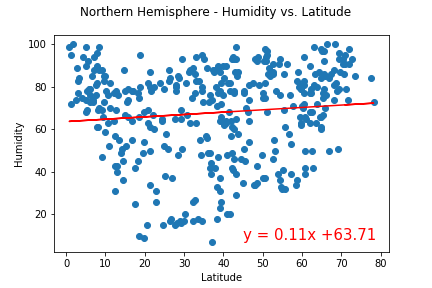 Northern Hemisphere - Humidity vs. Latitude
100
80
60
40
20
Humidity
y = 0.11x +63.71
0 10 20 30 40 50 60 70 80
Latitude